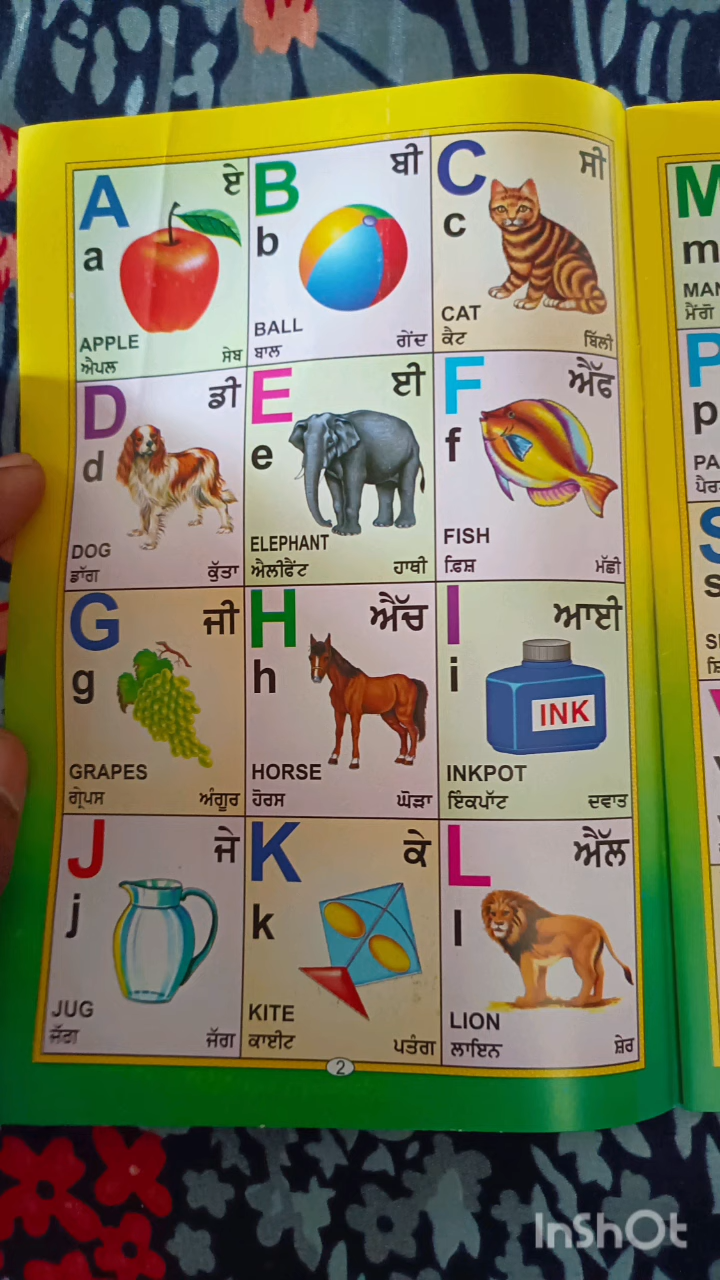 A ਏ
a
APPLE
ਐਪਲ ਸੇਬ
B ਬੀ
b
BALL
ਬਾਲ ਗੇਂਦ
C ਸੀ
c
CAT
ਕੈਟ ਬਿੱਲੀ
D ਡੀ
d
DOG
ਡਾੱਗ ਕੁੱਤਾ
E ਈ
e
ELEPHANT
ਐਲੀਫੈਂਟ ਹਾਥੀ
F ਐੱਫ
f
FISH
ਫ਼ਿਸ਼ ਮੱਛੀ
G ਜੀ
g
GRAPES
ਗ੍ਰੇਪਸ ਅੰਗੂਰ
H ਐੱਚ
h
HORSE
ਹੋਰਸ ਘੋੜਾ
I ਆਈ
i
INK
INKPOT
ਇੰਕਪਾੱਟ ਦਵਾਤ
J ਜੇ
j
JUG
ਜੱਗ ਜੱਗ
K ਕੇ
k
KITE
ਕਾਈਟ ਪਤੰਗ
L ਐੱਲ
l
LION
ਲਾਇਨ ਸ਼ੇਰ
2
M
m
ਮੈਂਗੋ
P
p
S
s
InShOt